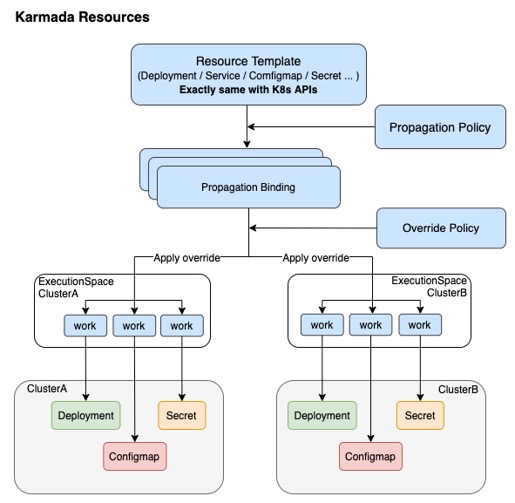 Karmada Resources
Resource Template
(Deployment / Service / Comfigmap / Secret ... )
Exactly same with K8s APIs
Propagation Policy
Propagation Binding
Override Policy
Apply override
Apply override
ExecutionSpace
ClusterA
work
work
work
ExecutionSpace
ClusterB
work
work
work
ClusterA
Deployment
Secret
Configmap
ClusterB
Deployment
Secret
Configmap